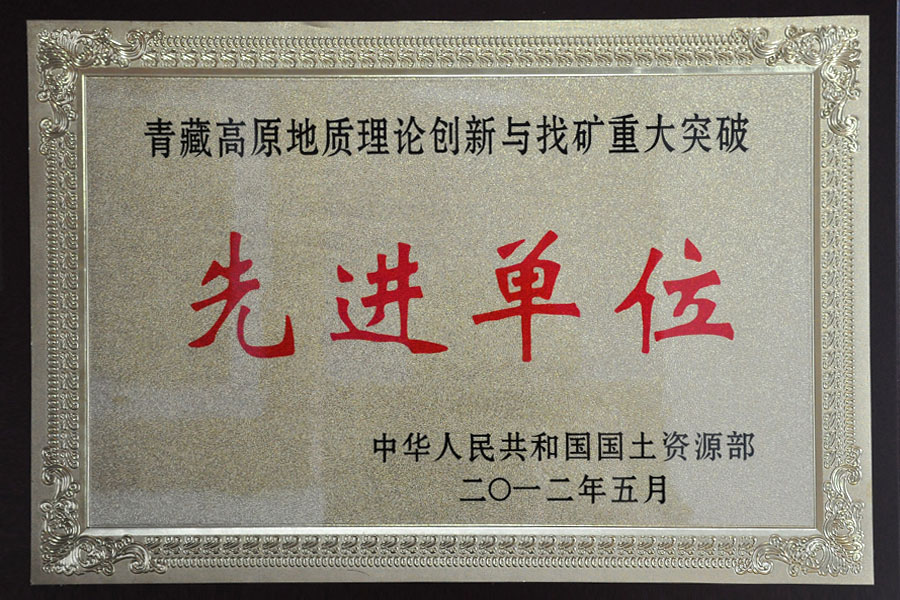 青藏高原地质理论创新与找矿重大突破
先进单位
中华人民共和国国土资源部
二〇一二年五月